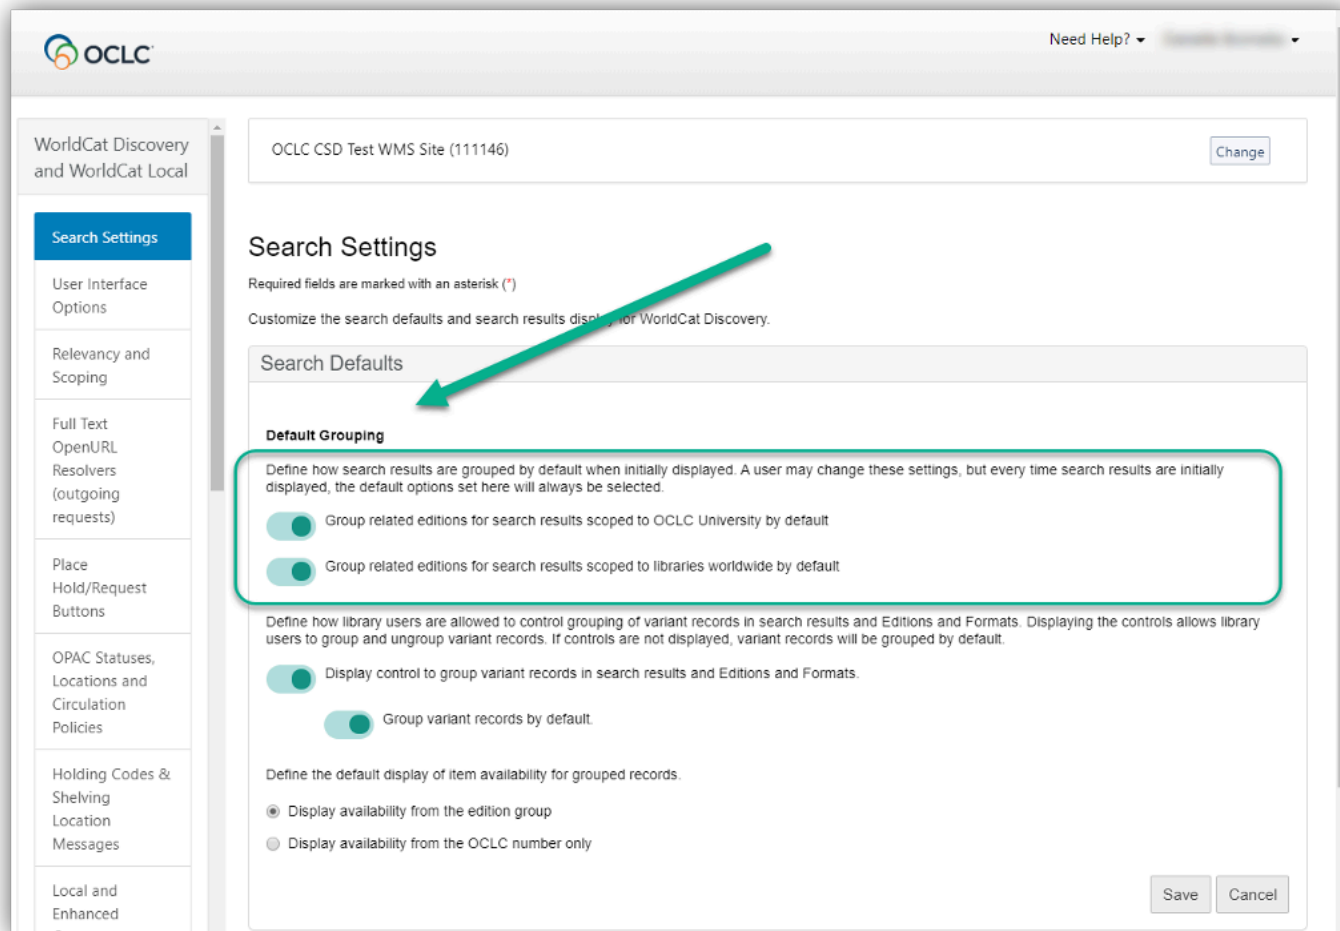 OCLC
Need Help?
WorldCat Discovery
and WorldCat Local
Search Settings
User Interface
Options
Relevancy and
Scoping
Full Text
OpenURL
Resolvers
(outgoing
requests)
Place
Hold/Request
Buttons
OPAC Statuses,
Locations and
Circulation
Policies
Holding Codes &
Shelving
Location
Messages
Local and
Enhanced
OCLC CSD Test WMS Site (111146)
Change
Search Settings
Required fields are marked with an asterisk (*)
Customize the search defaults and search results display for WorldCat Discovery.
Search Defaults
Default Grouping
Define how search results are grouped by default when initially displayed. A user may change these settings, but every time search results are initially
displayed, the default options set here will always be selected.
Group related editions for search results scoped to OCLC University by default
Group related editions for search results scoped to libraries worldwide by default
Define how library users are allowed to control grouping of variant records in search results and Editions and Formats. Displaying the controls allows library
users to group and ungroup variant records. If controls are not displayed, variant records will be grouped by default.
Display control to group variant records in search results and Editions and Formats.
Group variant records by default.
Define the default display of item availability for grouped records.
Display availability from the edition group
Display availability from the OCLC number only
Save
Cancel